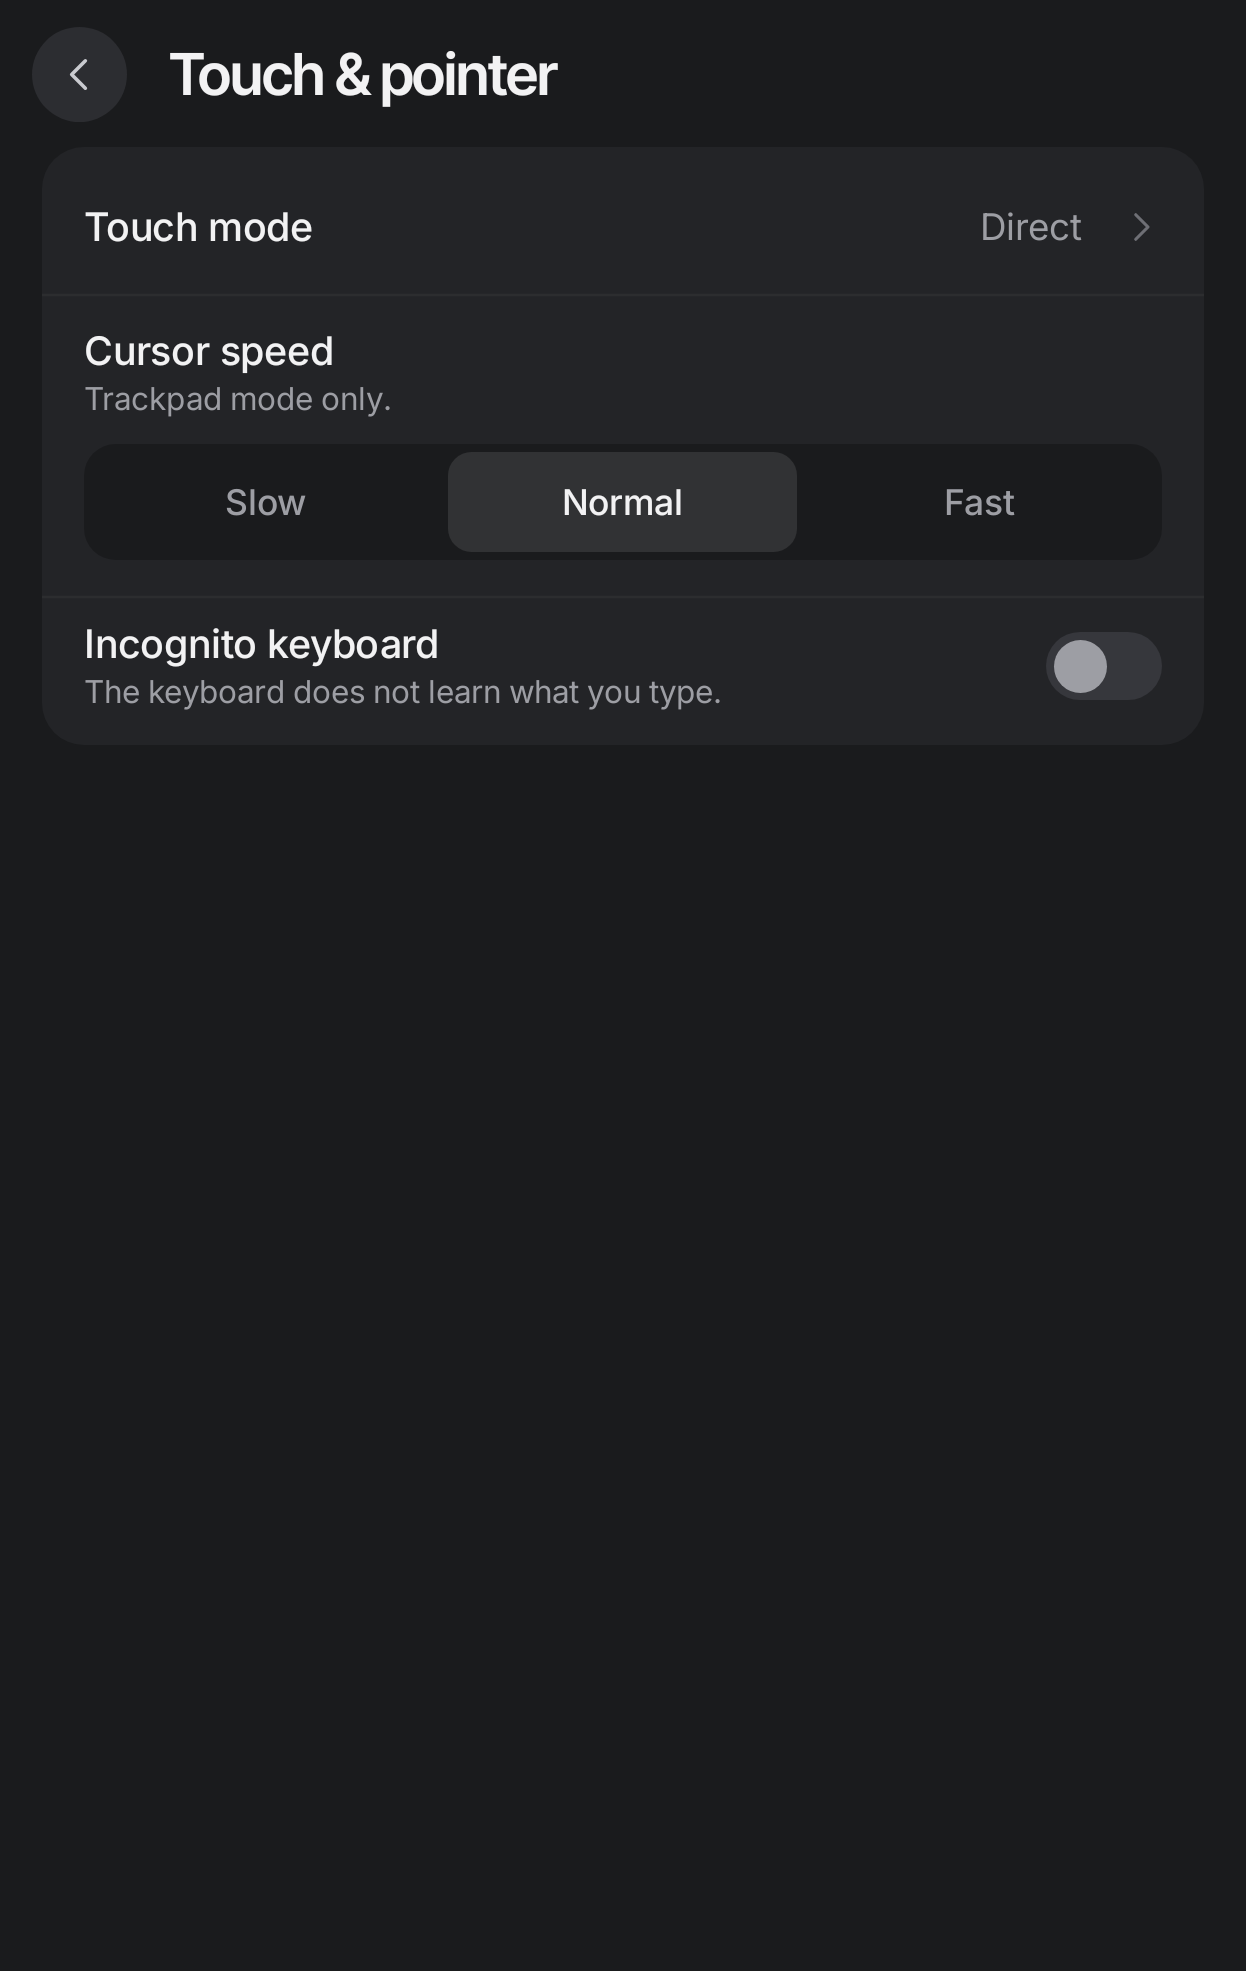 Touch & pointer
Touch mode
Direct
Cursor speed
Trackpad mode only.
Slow
Normal
Fast
Incognito keyboard
The keyboard does not learn what you type.